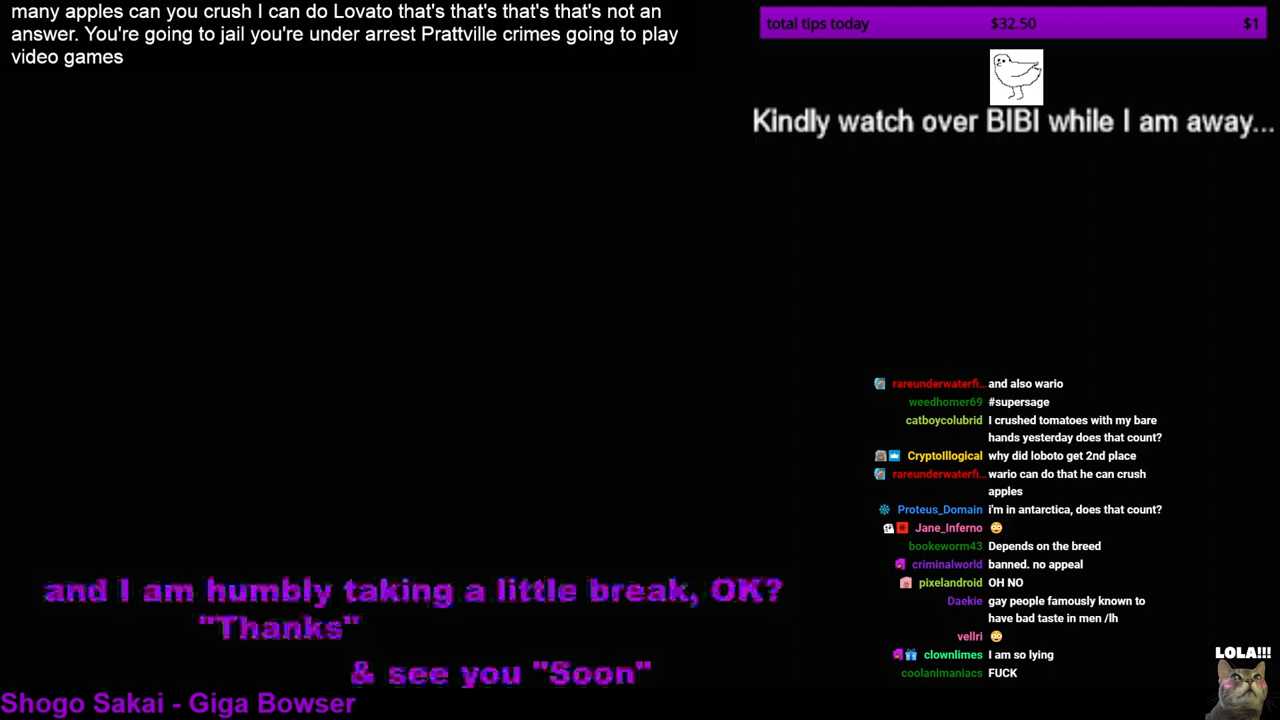 many apples can you crush I can do Lovato that's that's that's that's not an
answer. You're going to jail you're under arrest Prattville crimes going to play
video games
total tips today $32.50 $1
Kindly watch over BIBI while I am away...
rareunderwaterfi... and also wario
weedhomer69 #supersage
catboycolubrid I crushed tomatoes with my bare
hands yesterday does that count?
CryptoIllogical why did loboto get 2nd place
rareunderwaterfi... wario can do that he can crush
apples
Proteus_Domain i'm in antarctica, does that count?
Jane_Inferno 😳
bookeworm43 Depends on the breed
criminalworld banned. no appeal
pixelandroid OH NO
Daekie gay people famously known to
have bad taste in men /lh
vellri 😳
clownlimes I am so lying
coolanimaniacs FUCK
and I am humbly taking a little break, OK?
"Thanks"
& see you "Soon"
LOLA!!!
Shogo Sakai - Giga Bowser